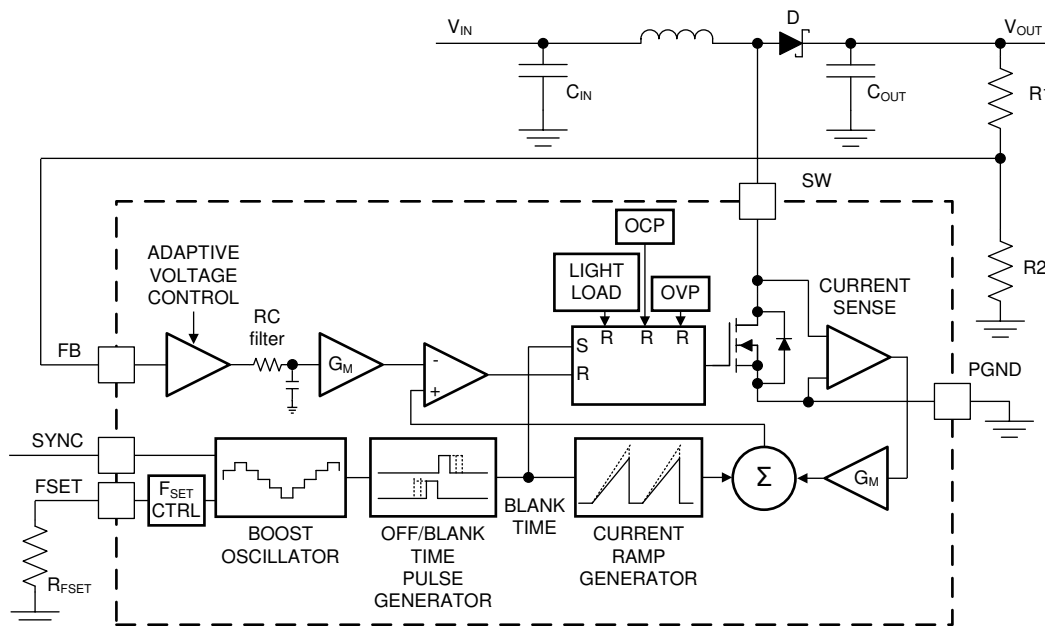 VIN
D
VOUT
CIN
COUT
R1
SW
OCP
ADAPTIVE
VOLTAGE
CONTROL
LIGHT
LOAD
OVP
CURRENT
SENSE
R2
RC
filter
FB
GM
-
+
S
R
R R R
PGND
SYNC
FSET
FSET
CTRL
Σ
GM
BLANK
TIME
BOOST
OSCILLATOR
OFF/BLANK
TIME
PULSE
GENERATOR
CURRENT
RAMP
GENERATOR
RFSET